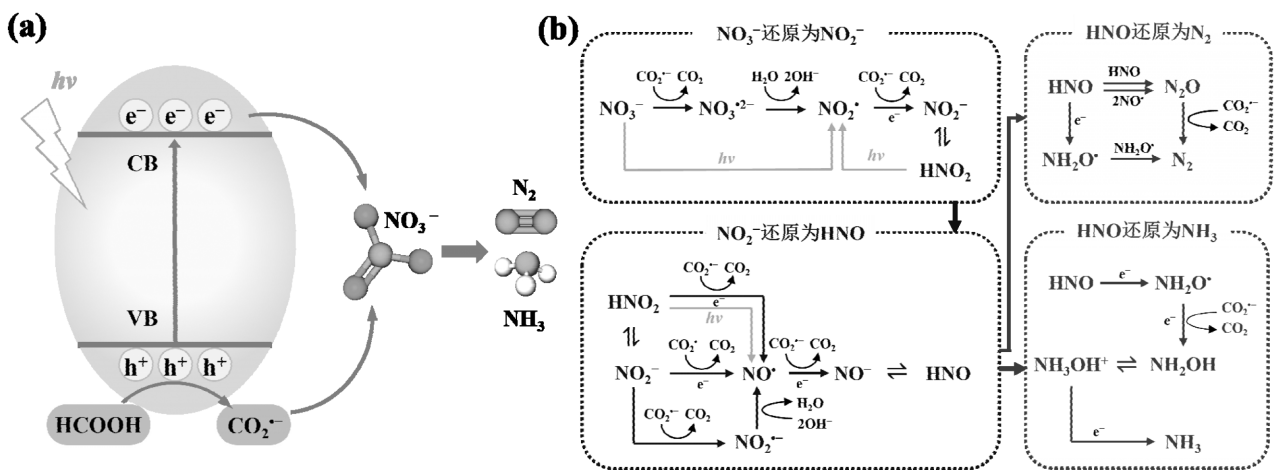 (a)
hν
e⁻ e⁻ e⁻
CB
VB
h⁺ h⁺ h⁺
HCOOH
CO₂•⁻
NO₃⁻
N₂
NH₃
(b)
NO₃⁻还原为NO₂⁻
CO₂•⁻ CO₂ H₂O 2OH⁻ CO₂•⁻ CO₂
NO₃⁻ NO₃•²⁻ NO₂• e⁻ NO₂⁻
hν hν
⇌
HNO₂
NO₂⁻还原为HNO
CO₂•⁻ CO₂
HNO₂ e⁻
hν
⇌ CO₂• CO₂ CO₂•⁻ CO₂
NO₂⁻ e⁻ NO• e⁻ NO⁻ ⇌ HNO
CO₂•⁻ CO₂ H₂O
2OH⁻
NO₂•⁻
HNO还原为N₂
HNO
HNO N₂O
2NO•
e⁻ CO₂•⁻
CO₂
NH₂O•
NH₂O• N₂
HNO还原为NH₃
HNO e⁻ NH₂O•
e⁻ CO₂•⁻
CO₂
NH₃OH⁺ ⇌ NH₂OH
e⁻
NH₃